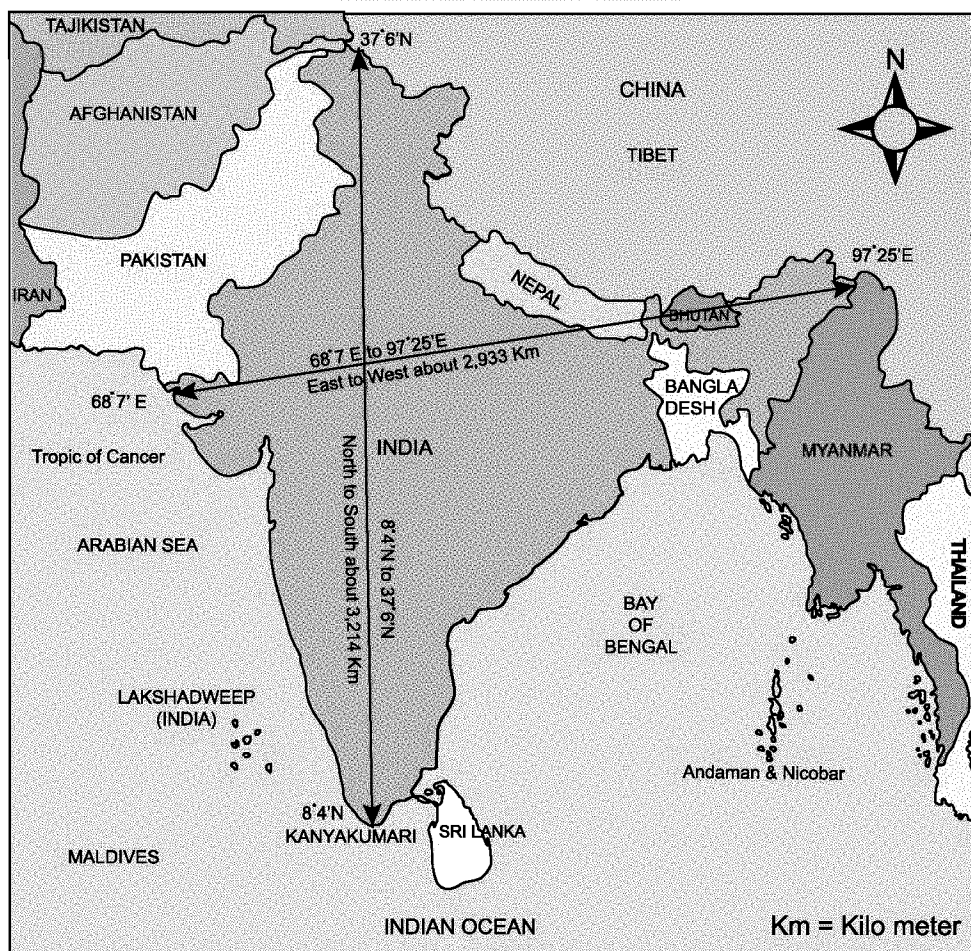 TAJIKISTAN
37°6'N
N
AFGHANISTAN
CHINA
TIBET
PAKISTAN
97°25'E
IRAN
NEPAL
BHUTAN
68°7 E to 97°25'E
East to West about 2,933 Km
68°7' E
BANGLA
DESH
Tropic of Cancer
INDIA
MYANMAR
North to South about 3,214 Km
8°4'N to 37°6'N
ARABIAN SEA
THAILAND
BAY
OF
BENGAL
LAKSHADWEEP
(INDIA)
Andaman & Nicobar
8°4'N
KANYAKUMARI
SRI LANKA
MALDIVES
INDIAN OCEAN
Km = Kilo meter